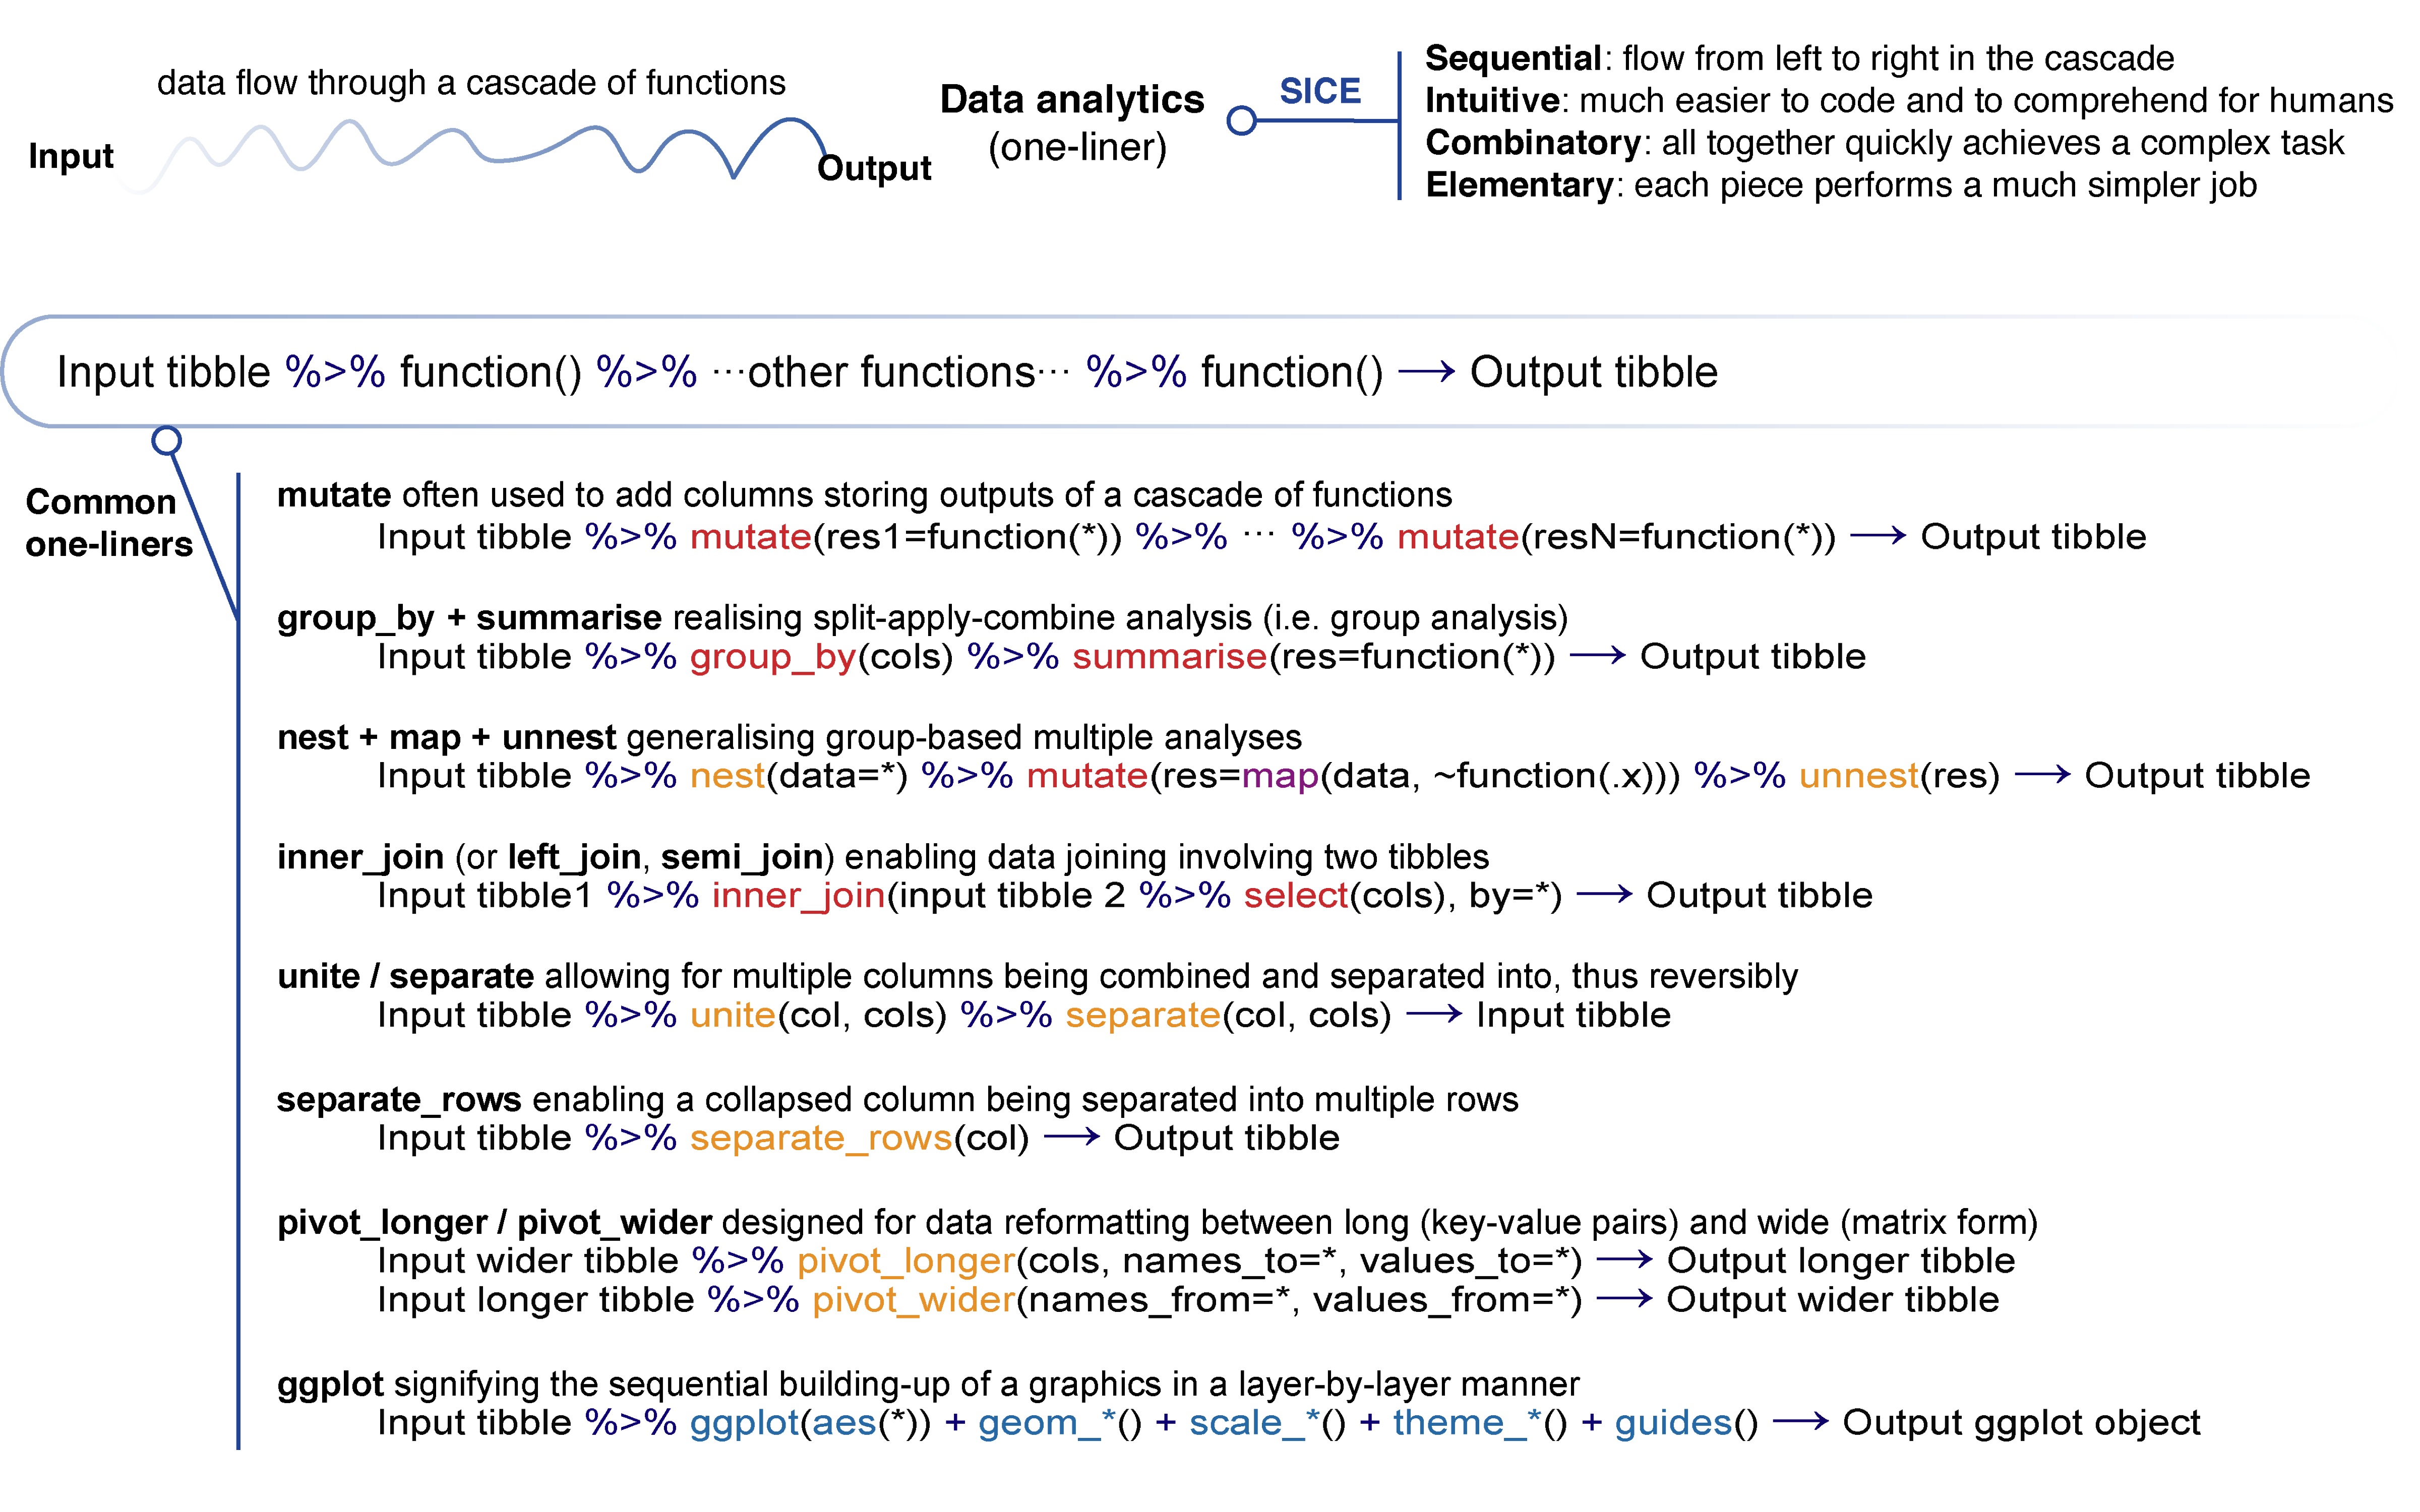 data flow through a cascade of functions
Input
Output
Data analytics
(one-liner)
SICE
Sequential: flow from left to right in the cascade
Intuitive: much easier to code and to comprehend for humans
Combinatory: all together quickly achieves a complex task
Elementary: each piece performs a much simpler job
Input tibble %>% function() %>% ···other functions··· %>% function() → Output tibble
Common
one-liners
mutate often used to add columns storing outputs of a cascade of functions
Input tibble %>% mutate(res1=function(*)) %>% ··· %>% mutate(resN=function(*)) → Output tibble
group_by + summarise realising split-apply-combine analysis (i.e. group analysis)
Input tibble %>% group_by(cols) %>% summarise(res=function(*)) → Output tibble
nest + map + unnest generalising group-based multiple analyses
Input tibble %>% nest(data=*) %>% mutate(res=map(data, ~function(.x))) %>% unnest(res) → Output tibble
inner_join (or left_join, semi_join) enabling data joining involving two tibbles
Input tibble1 %>% inner_join(input tibble 2 %>% select(cols), by=*) → Output tibble
unite / separate allowing for multiple columns being combined and separated into, thus reversibly
Input tibble %>% unite(col, cols) %>% separate(col, cols) → Input tibble
separate_rows enabling a collapsed column being separated into multiple rows
Input tibble %>% separate_rows(col) → Output tibble
pivot_longer / pivot_wider designed for data reformatting between long (key-value pairs) and wide (matrix form)
Input wider tibble %>% pivot_longer(cols, names_to=*, values_to=*) → Output longer tibble
Input longer tibble %>% pivot_wider(names_from=*, values_from=*) → Output wider tibble
ggplot signifying the sequential building-up of a graphics in a layer-by-layer manner
Input tibble %>% ggplot(aes(*)) + geom_*() + scale_*() + theme_*() + guides() → Output ggplot object